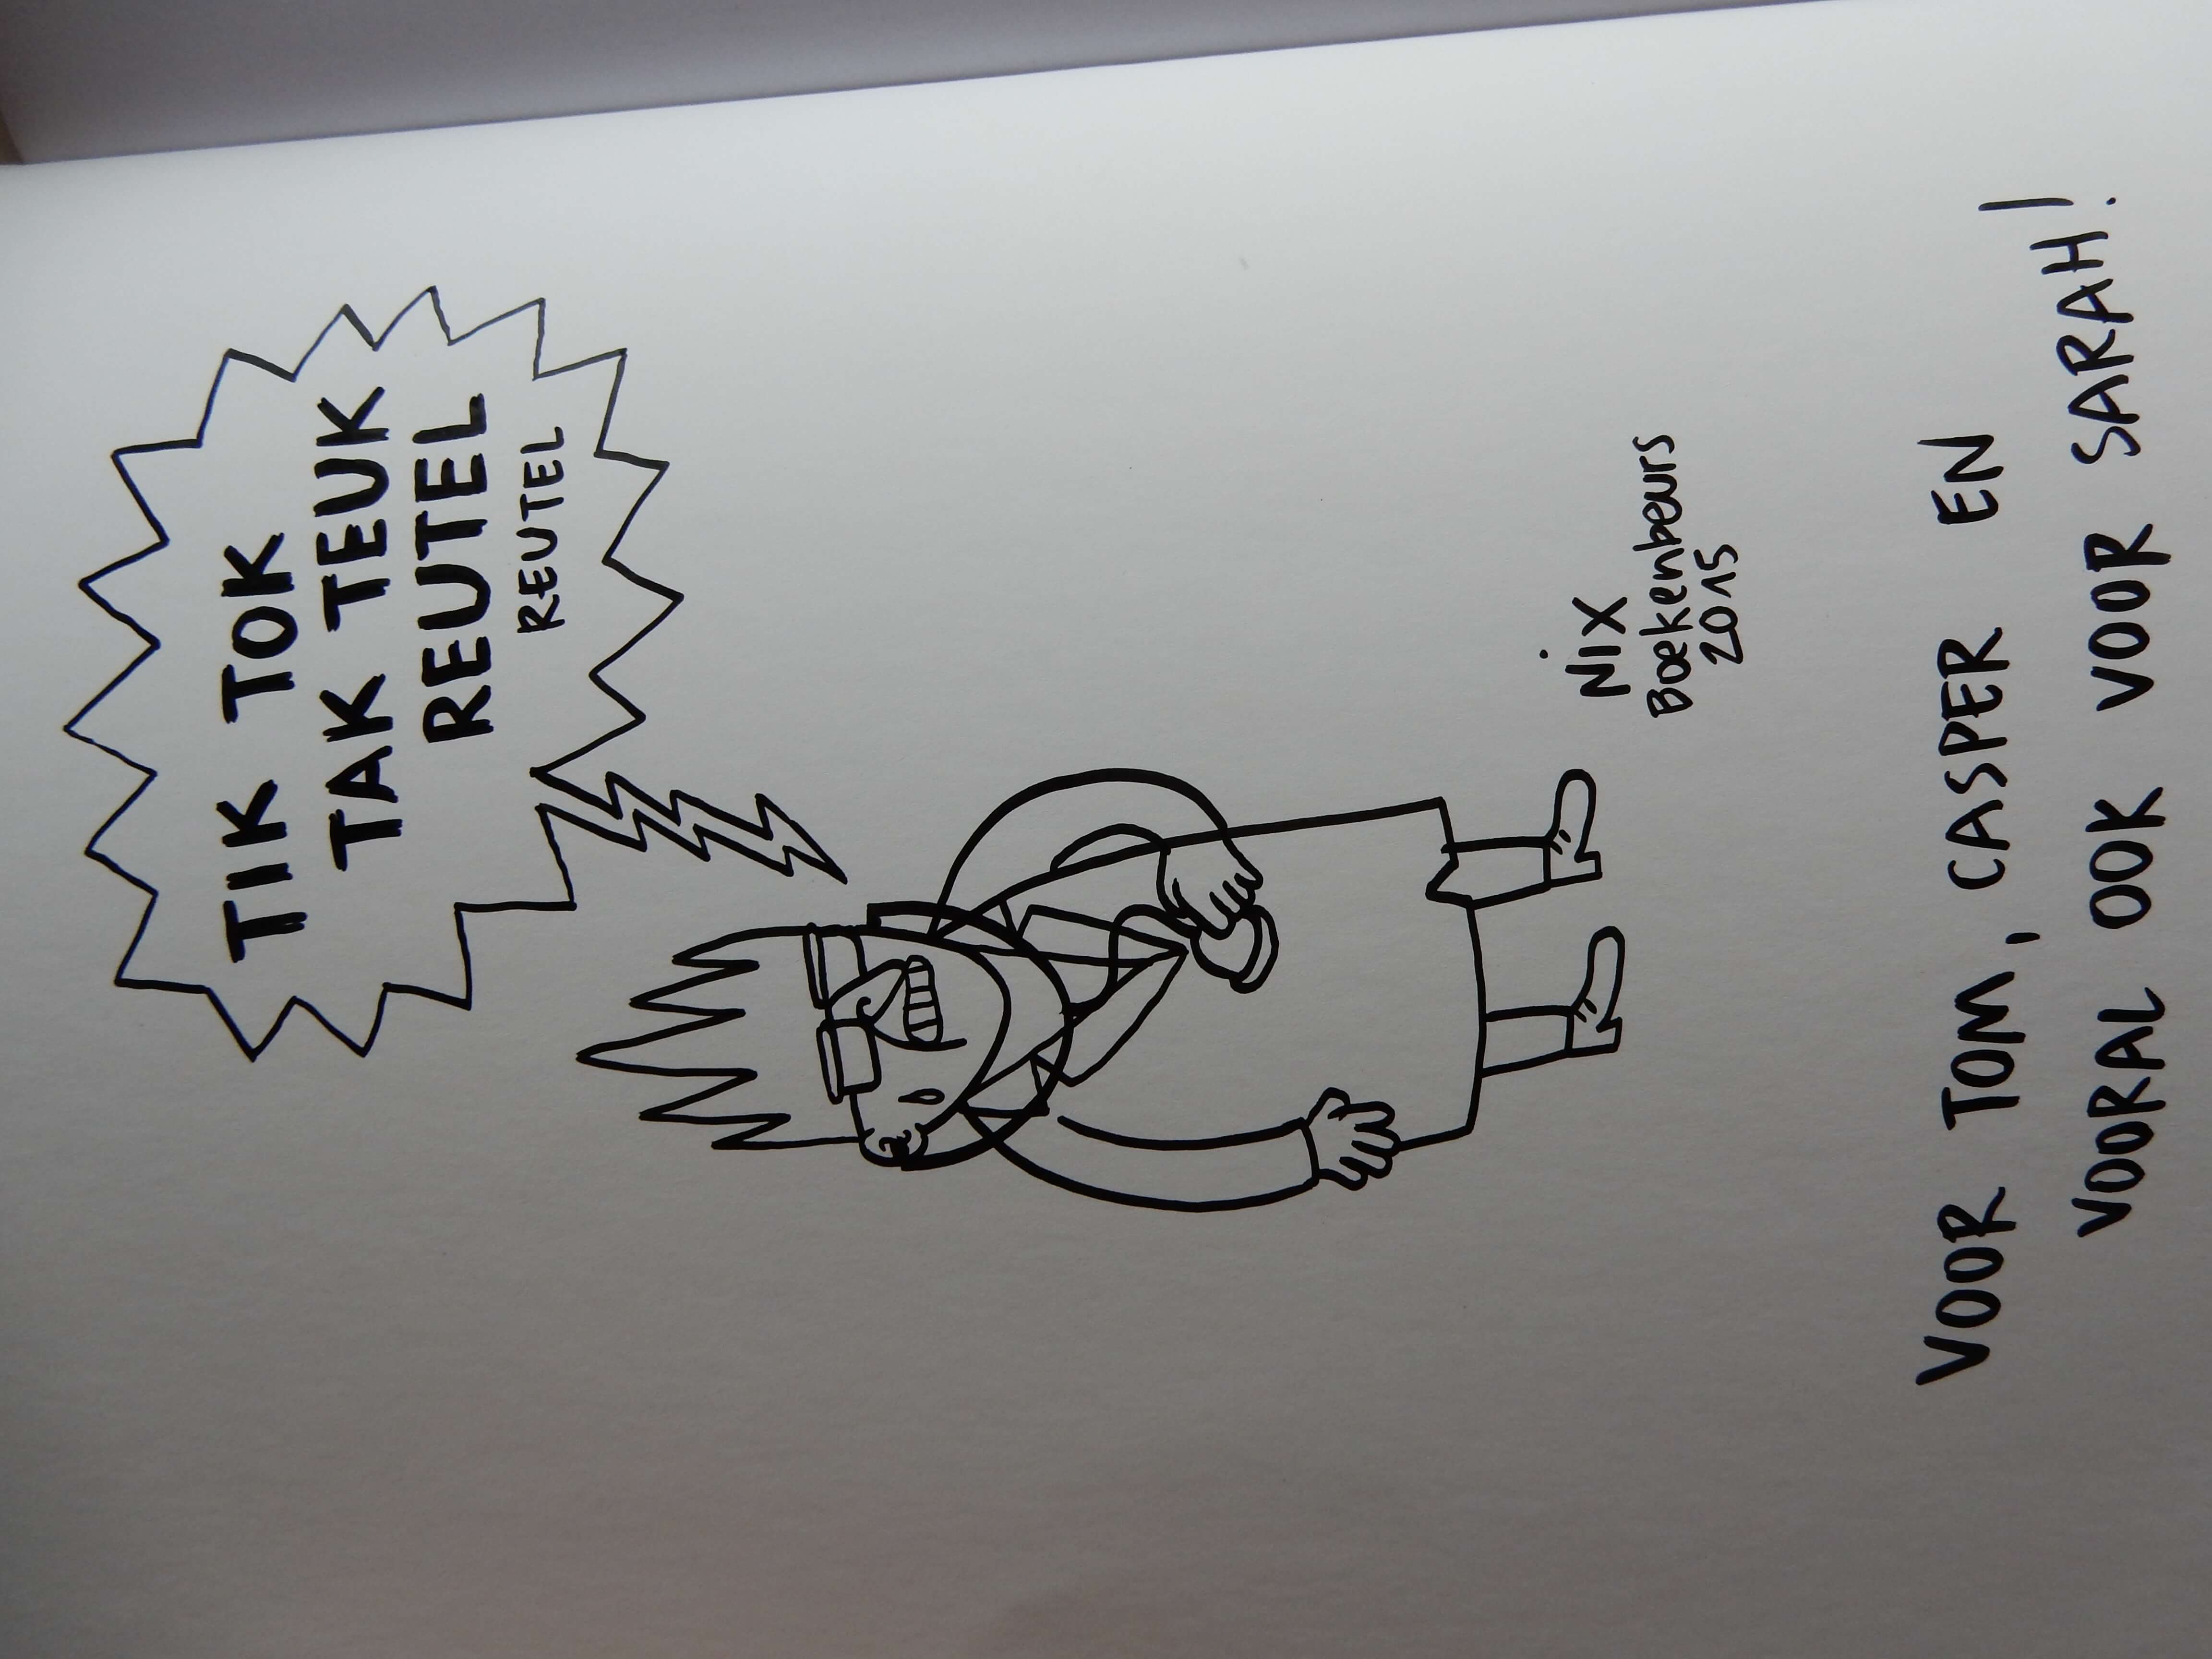 TIK TOK
TAK TEUK
REUTEL
REUTEL
NiX
Boekenbeurs
2015
VOOR TOM, CASPER EN
VOORAL OOK VOOR SARAH!